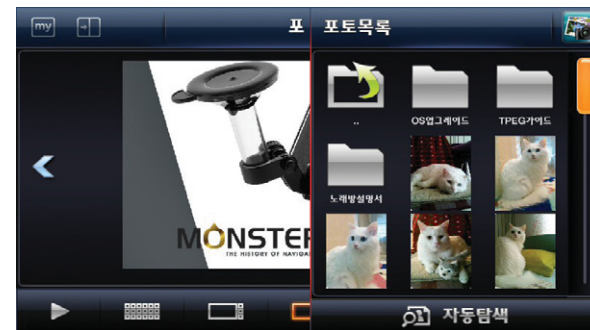 my
포
포토목록
..
OS업그레이드
TPEG가이드
노래방설명서
MONSTER
THE HISTORY OF NAVIGA
자동탐색